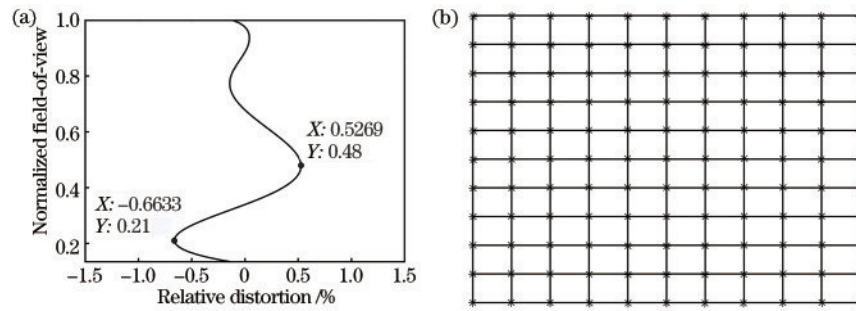 (a)
1.0
0.8
0.6
0.4
0.2
Normalized field-of-view
X: 0.5269
Y: 0.48
X: −0.6633
Y: 0.21
−1.5 −1.0 −0.5 0 0.5 1.0 1.5
Relative distortion /%
(b)